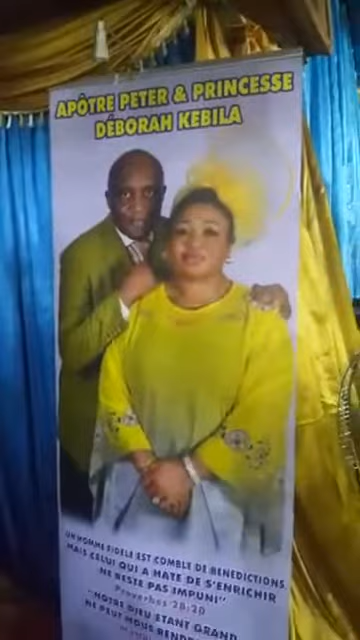 APÔTRE PETER & PRINCESSE
DÉBORAH KEBILA
UN HOMME FIDELE EST COMBLE DE BENEDICTIONS
MAIS CELUI QUI A HATE DE S'ENRICHIR
NE RESTE PAS IMPUNI"
Proverbes 28:20
"NOTRE DIEU ETANT GRAND
NE PEUT NOUS RENDRE